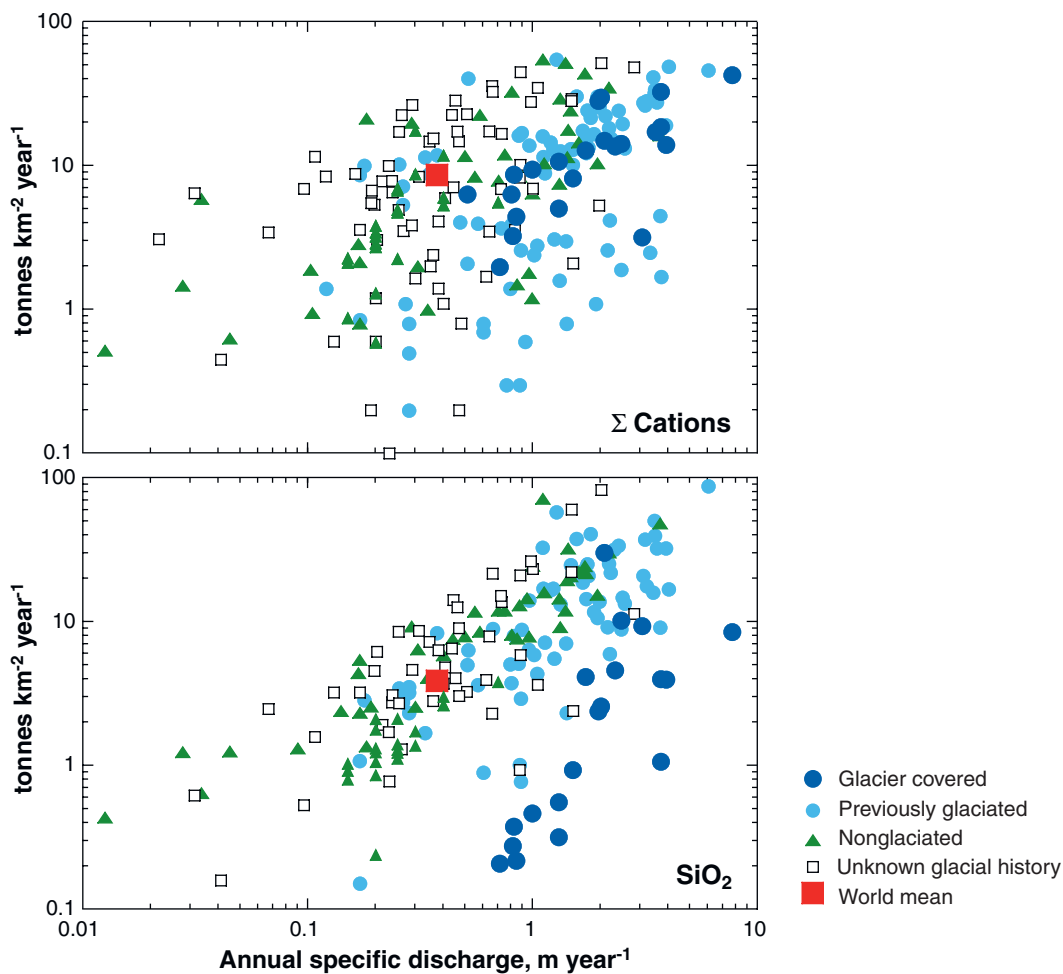 100
10
1
0.1
tonnes km-2 year-1
Σ Cations
100
10
1
0.1
tonnes km-2 year-1
SiO2
0.01
0.1
1
10
Annual specific discharge, m year-1
Glacier covered
Previously glaciated
Nonglaciated
Unknown glacial history
World mean